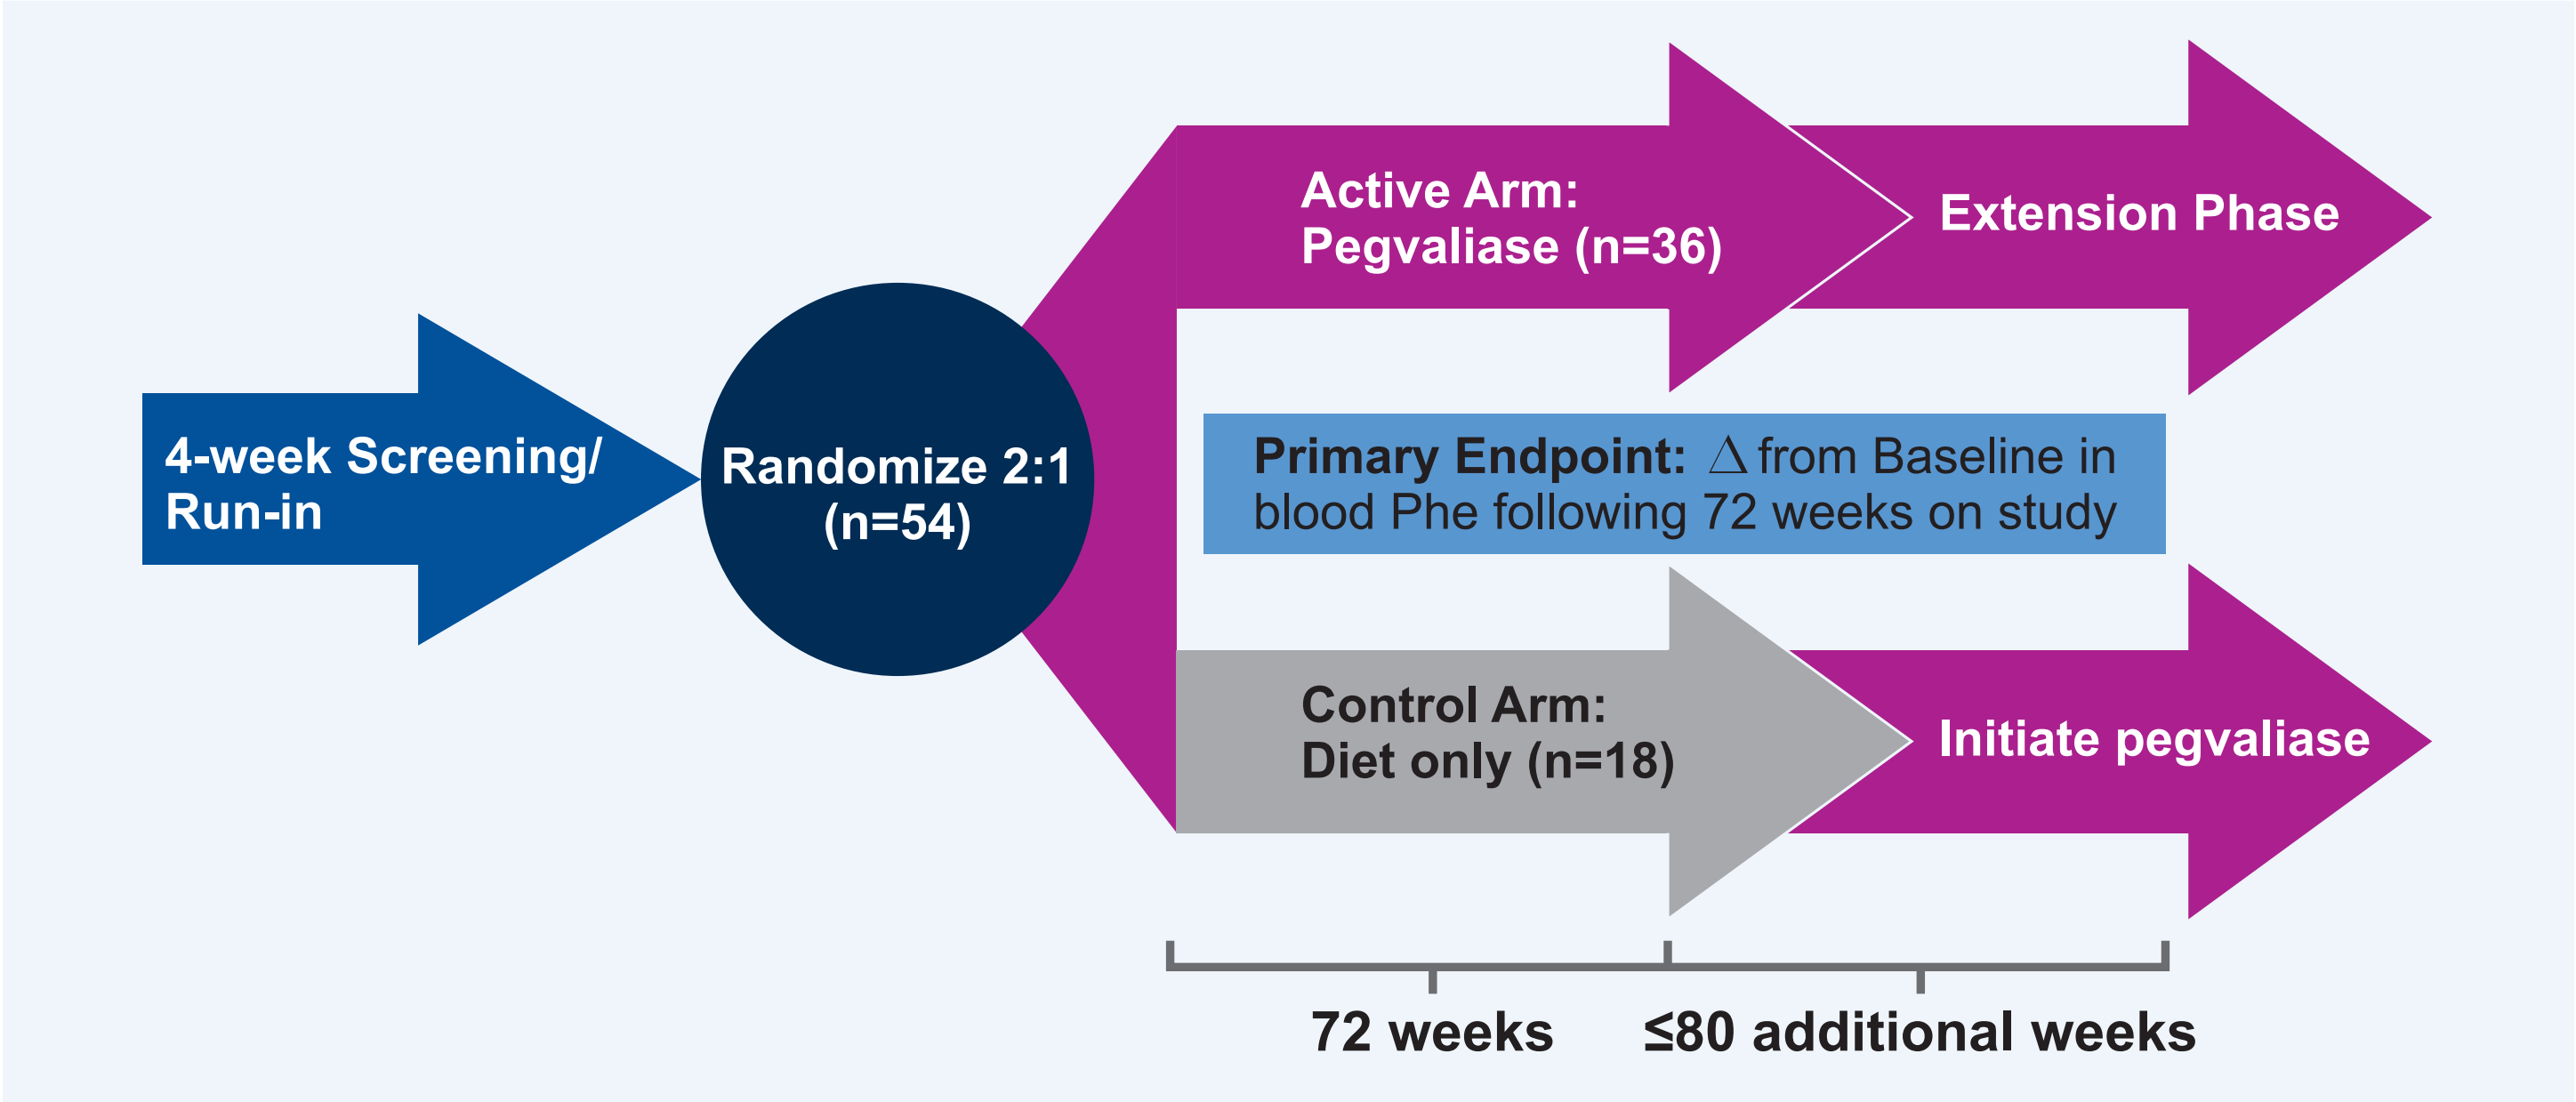 4-week Screening/
Run-in
Randomize 2:1
(n=54)
Active Arm:
Pegvaliase (n=36)
Extension Phase
Primary Endpoint: Δ from Baseline in
blood Phe following 72 weeks on study
Control Arm:
Diet only (n=18)
Initiate pegvaliase
72 weeks
≤80 additional weeks